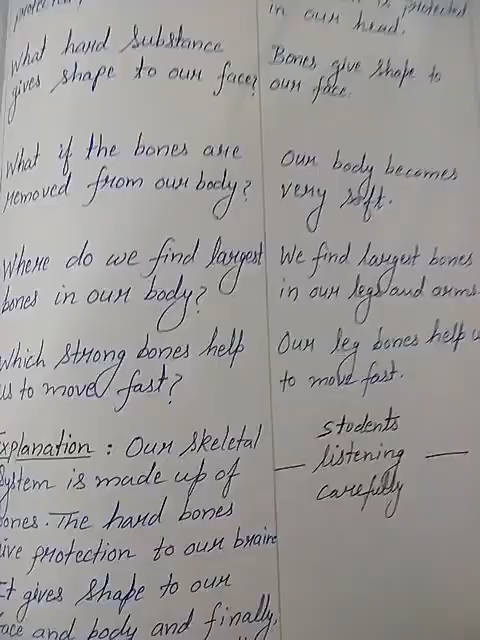 in our head.
What hard substance
gives shape to our face?
Bones give shape to
our face.
What if the bones are
removed from our body?
Our body becomes
very soft.
Where do we find largest
bones in our body?
We find largest bones
in our legs and arms.
Which strong bones help
us to move fast?
Our leg bones help u
to move fast.
Explanation : Our skeletal
system is made up of
bones. The hard bones
give protection to our brain
It gives shape to our
face and body and finally,
students
— listening —
carefully